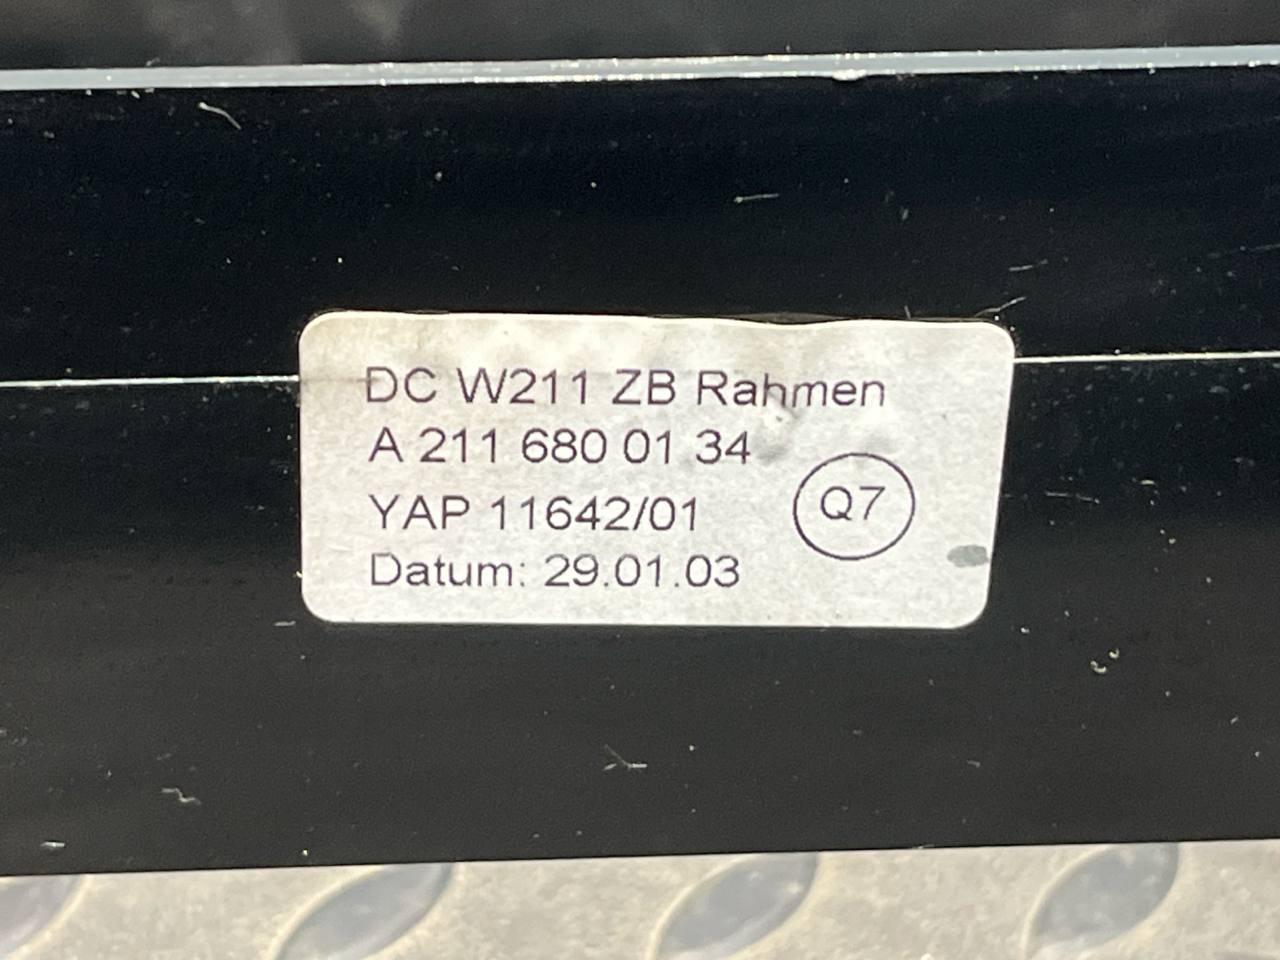 DC W211 ZB Rahmen
A 211 680 01 34
YAP 11642/01
Q7
Datum: 29.01.03